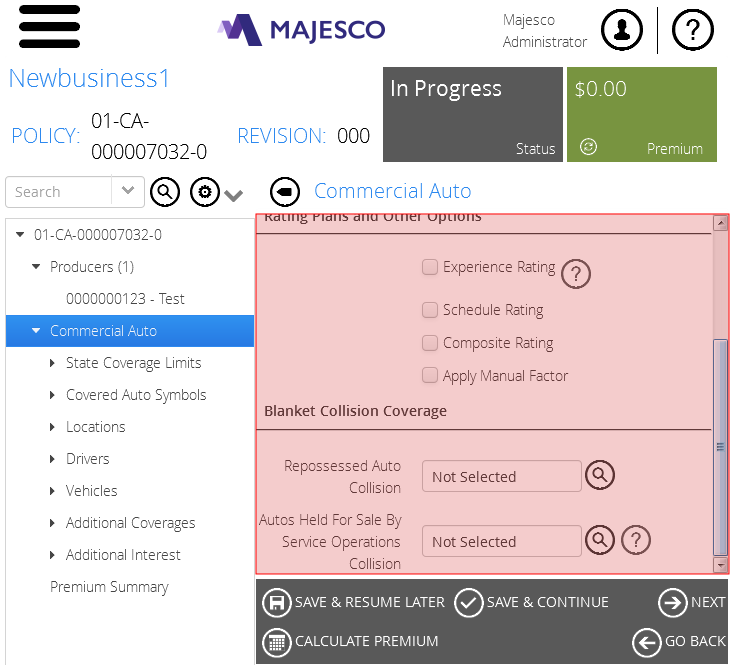 MAJESCO
Majesco
Administrator
?
Newbusiness1
POLICY:
01-CA-
000007032-0
REVISION: 000
In Progress
Status
$0.00
Premium
Search
Commercial Auto
01-CA-000007032-0
Producers (1)
0000000123 - Test
Commercial Auto
State Coverage Limits
Covered Auto Symbols
Locations
Drivers
Vehicles
Additional Coverages
Additional Interest
Premium Summary
Rating Plans and Other Options
Experience Rating ?
Schedule Rating
Composite Rating
Apply Manual Factor
Blanket Collision Coverage
Repossessed Auto
Collision
Not Selected
Autos Held For Sale By
Service Operations
Collision
Not Selected ?
SAVE & RESUME LATER SAVE & CONTINUE NEXT
CALCULATE PREMIUM GO BACK